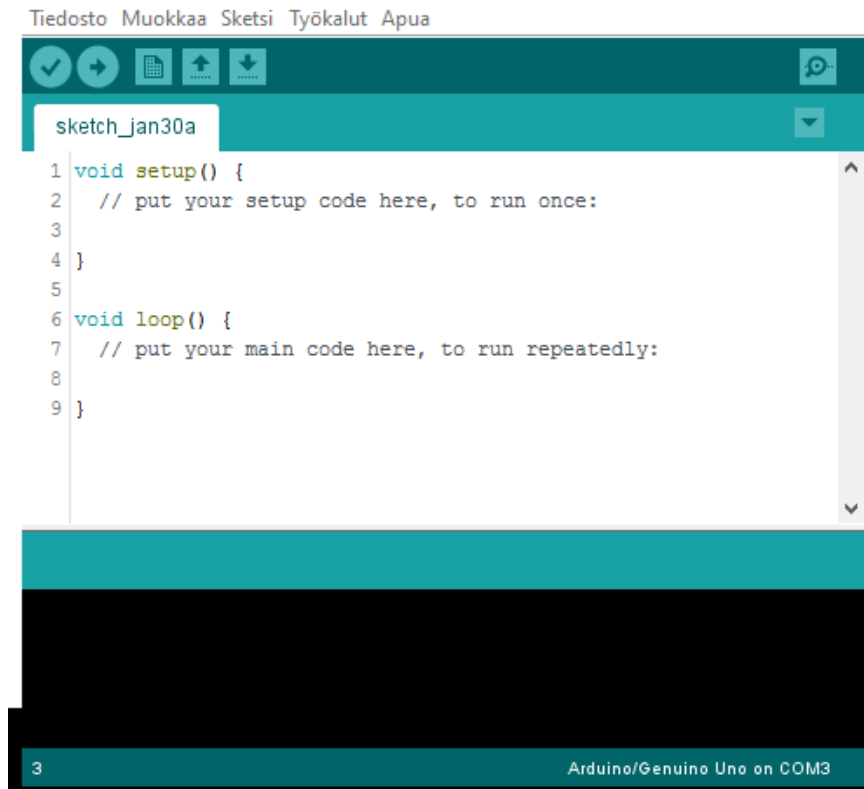 Tiedosto Muokkaa Sketsi Työkalut Apua
sketch_jan30a
1 void setup() {
2 // put your setup code here, to run once:
3
4 }
5
6 void loop() {
7 // put your main code here, to run repeatedly:
8
9 }
3 Arduino/Genuino Uno on COM3